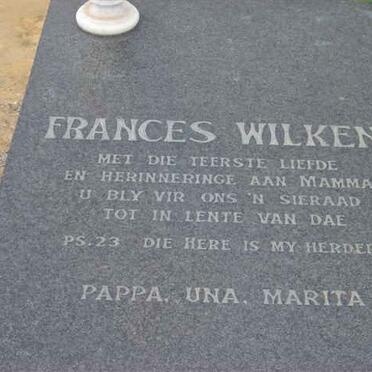 FRANCES WILKEN
MET DIE TEERSTE LIEFDE
EN HERINNERINGE AAN MAMMA
U BLY VIR ONS 'N SIERAAD
TOT IN LENTE VAN DAE
PS.23 DIE HERE IS MY HERDER
PAPPA, UNA, MARITA